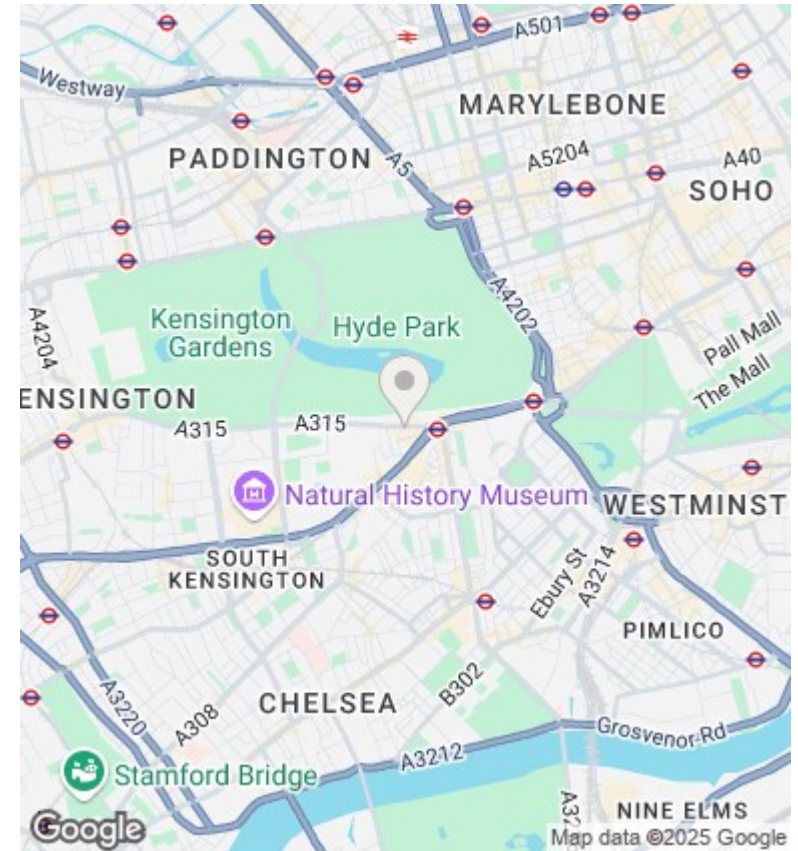 A501
Westway
MARYLEBONE
PADDINGTON
A5
A5204
A40
SOHO
A4202
Kensington
Gardens
Hyde Park
A4204
Pall Mall
The Mall
ENSINGTON
A315
A315
Natural History Museum
WESTMINST
SOUTH
KENSINGTON
Ebury St
A3214
PIMLICO
A3220
A308
CHELSEA
B302
Grosvenor Rd
A3212
Stamford Bridge
A32
NINE ELMS
Google
Map data ©2025 Google